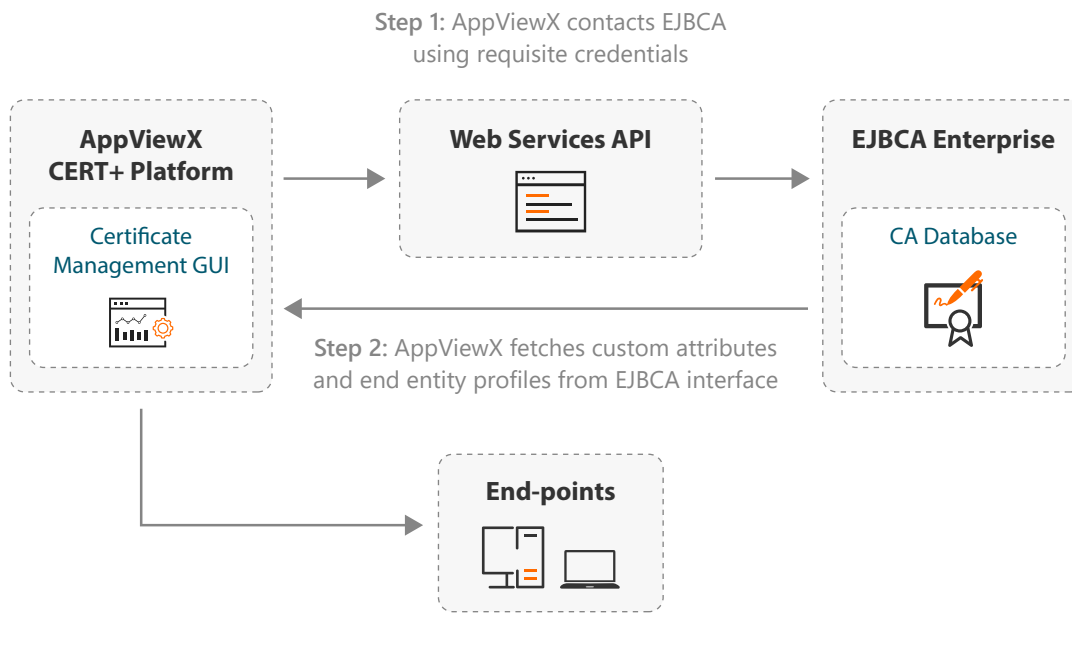 Step 1: AppViewX contacts EJBCA
using requisite credentials
AppViewX
CERT+ Platform
Certificate
Management GUI
Web Services API
EJBCA Enterprise
CA Database
Step 2: AppViewX fetches custom attributes
and end entity profiles from EJBCA interface
End-points